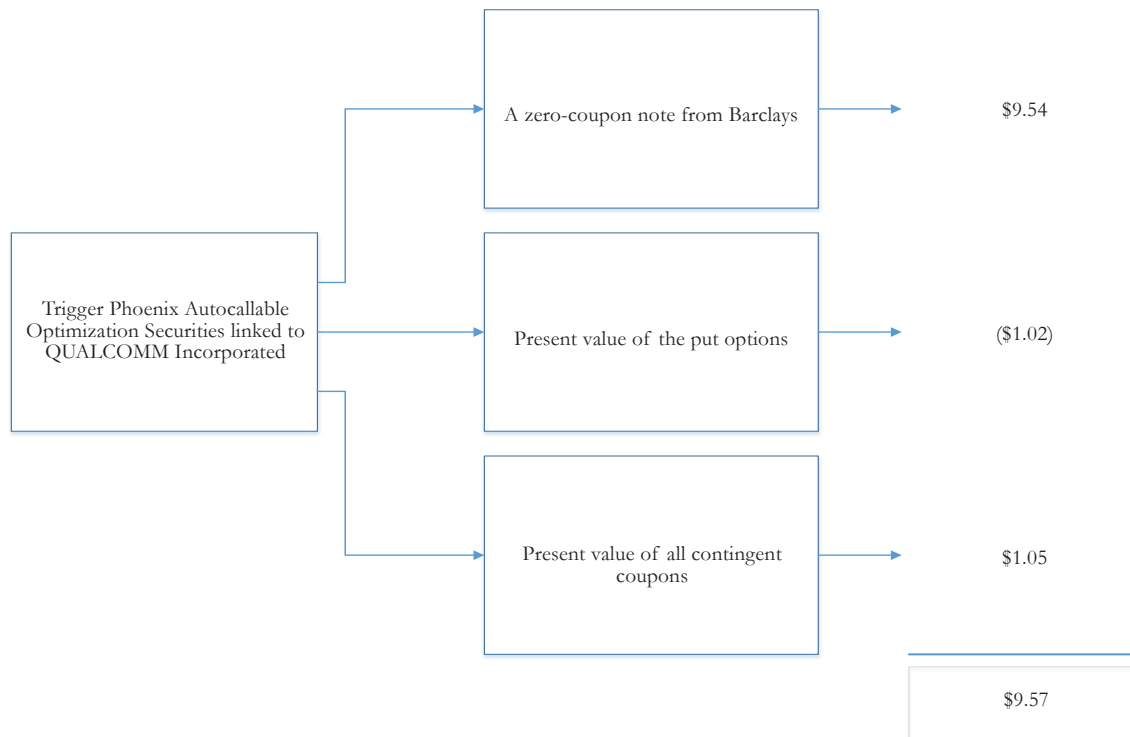 A zero-coupon note from Barclays
$9.54
Trigger Phoenix Autocallable
Optimization Securities linked to
QUALCOMM Incorporated
Present value of the put options
($1.02)
Present value of all contingent
coupons
$1.05
$9.57